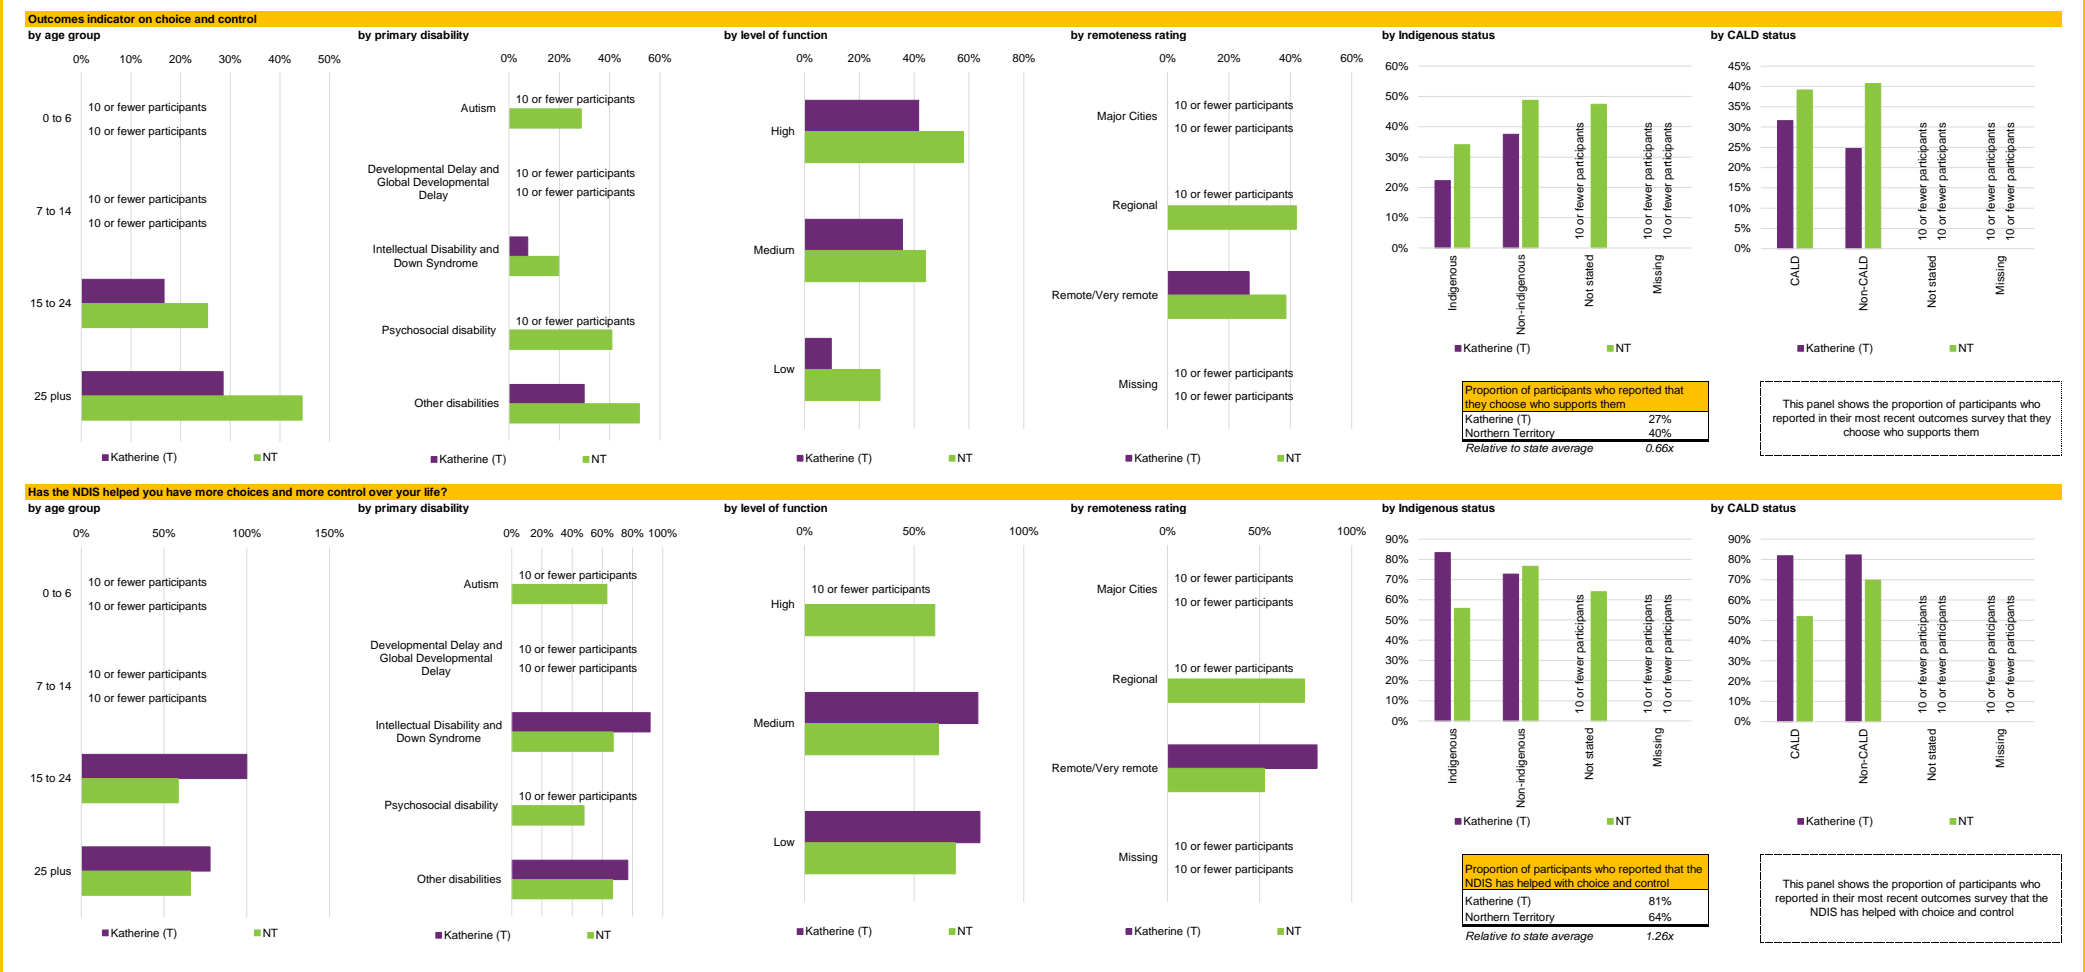 Outcomes indicator on choice and control
by age group
0% 10% 20% 30% 40% 50%
0 to 6
10 or fewer participants
10 or fewer participants
7 to 14
10 or fewer participants
10 or fewer participants
15 to 24
25 plus
Katherine (T) NT
by primary disability
0% 20% 40% 60%
Autism
10 or fewer participants
Developmental Delay and
Global Developmental
Delay
10 or fewer participants
10 or fewer participants
Intellectual Disability and
Down Syndrome
Psychosocial disability
10 or fewer participants
Other disabilities
Katherine (T) NT
by level of function
0% 20% 40% 60% 80%
High
Medium
Low
Katherine (T) NT
by remoteness rating
0% 20% 40% 60%
Major Cities
10 or fewer participants
10 or fewer participants
Regional
10 or fewer participants
Remote/Very remote
Missing
10 or fewer participants
10 or fewer participants
Katherine (T) NT
by Indigenous status
60%
50%
40%
30%
20%
10%
0%
10 or fewer participants
10 or fewer participants
10 or fewer participants
Indigenous
Non-indigenous
Not stated
Missing
Katherine (T) NT
by CALD status
45%
40%
35%
30%
25%
20%
15%
10%
5%
0%
10 or fewer participants
10 or fewer participants
10 or fewer participants
10 or fewer participants
CALD
Non-CALD
Not stated
Missing
Katherine (T) NT
Proportion of participants who reported that
they choose who supports them
Katherine (T) 27%
Northern Territory 40%
Relative to state average 0.66x
This panel shows the proportion of participants who
reported in their most recent outcomes survey that they
choose who supports them
Has the NDIS helped you have more choices and more control over your life?
by age group
0% 50% 100% 150%
0 to 6
10 or fewer participants
10 or fewer participants
7 to 14
10 or fewer participants
10 or fewer participants
15 to 24
25 plus
Katherine (T) NT
by primary disability
0% 20% 40% 60% 80% 100%
Autism
10 or fewer participants
Developmental Delay and
Global Developmental
Delay
10 or fewer participants
10 or fewer participants
Intellectual Disability and
Down Syndrome
Psychosocial disability
10 or fewer participants
Other disabilities
Katherine (T) NT
by level of function
0% 50% 100%
High
10 or fewer participants
Medium
Low
Katherine (T) NT
by remoteness rating
0% 50% 100%
Major Cities
10 or fewer participants
10 or fewer participants
Regional
10 or fewer participants
Remote/Very remote
Missing
10 or fewer participants
10 or fewer participants
Katherine (T) NT
by Indigenous status
90%
80%
70%
60%
50%
40%
30%
20%
10%
0%
10 or fewer participants
10 or fewer participants
10 or fewer participants
Indigenous
Non-indigenous
Not stated
Missing
Katherine (T) NT
by CALD status
90%
80%
70%
60%
50%
40%
30%
20%
10%
0%
10 or fewer participants
10 or fewer participants
10 or fewer participants
10 or fewer participants
CALD
Non-CALD
Not stated
Missing
Katherine (T) NT
Proportion of participants who reported that the
NDIS has helped with choice and control
Katherine (T) 81%
Northern Territory 64%
Relative to state average 1.26x
This panel shows the proportion of participants who
reported in their most recent outcomes survey that the
NDIS has helped with choice and control